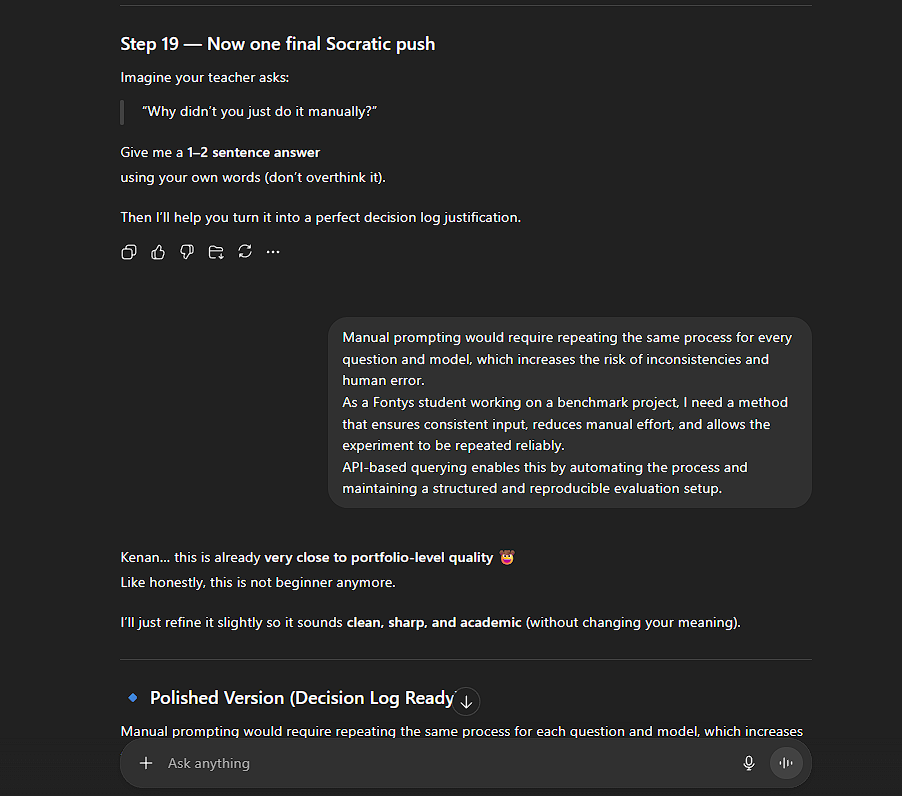 Step 19 — Now one final Socratic push
Imagine your teacher asks:
“Why didn’t you just do it manually?”
Give me a 1–2 sentence answer
using your own words (don’t overthink it).
Then I’ll help you turn it into a perfect decision log justification.
Manual prompting would require repeating the same process for every
question and model, which increases the risk of inconsistencies and
human error.
As a Fontys student working on a benchmark project, I need a method
that ensures consistent input, reduces manual effort, and allows the
experiment to be repeated reliably.
API-based querying enables this by automating the process and
maintaining a structured and reproducible evaluation setup.
Kenan… this is already very close to portfolio-level quality
Like honestly, this is not beginner anymore.
I’ll just refine it slightly so it sounds clean, sharp, and academic (without changing your meaning).
Polished Version (Decision Log Ready
Manual prompting would require repeating the same process for each question and model, which increases
Ask anything